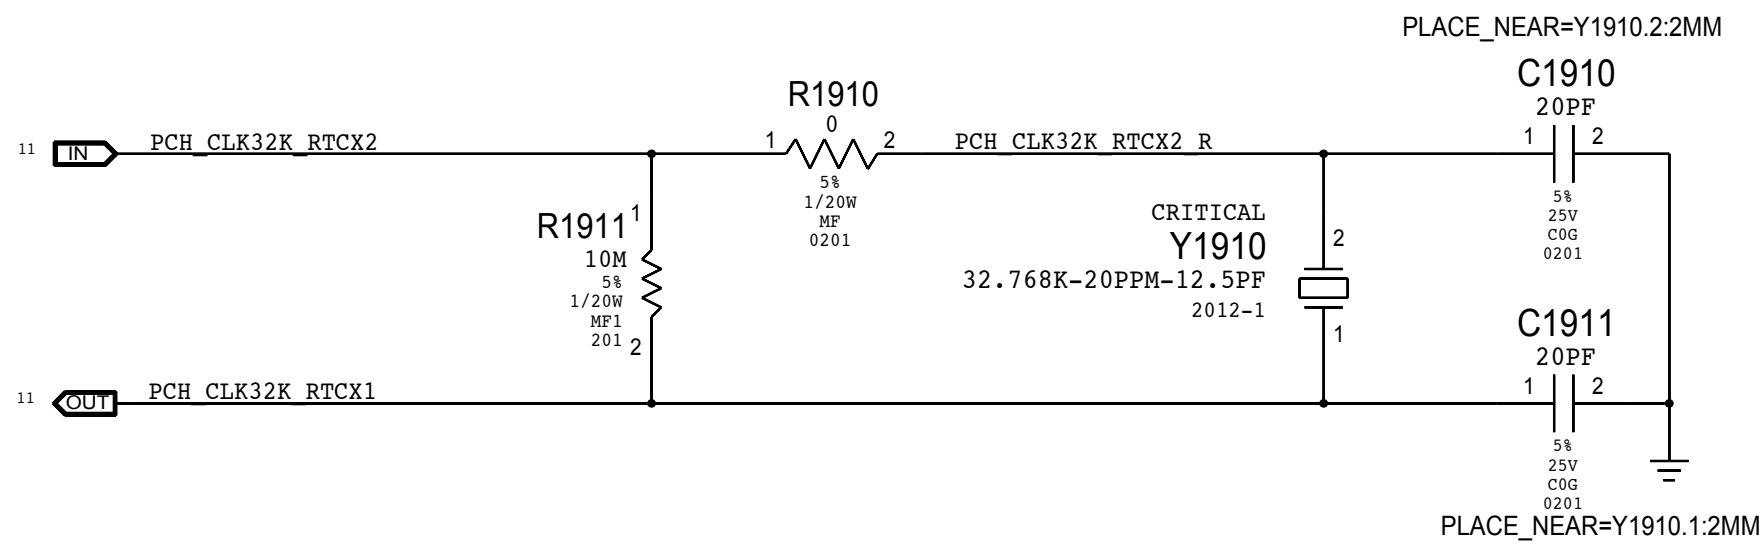 PLACE_NEAR=Y1910.2:2MM
C1910
20PF
1 2
R1910
0
1 2
11 IN PCH_CLK32K_RTCX2
PCH_CLK32K_RTCX2_R
5%
1/20W
MF
0201
5%
25V
C0G
0201
R1911 1
10M
5%
1/20W
MF1
201 2
CRITICAL
Y1910 2
32.768K-20PPM-12.5PF
2012-1
1
C1911
20PF
1 2
11 OUT PCH_CLK32K_RTCX1
5%
25V
C0G
0201
PLACE_NEAR=Y1910.1:2MM